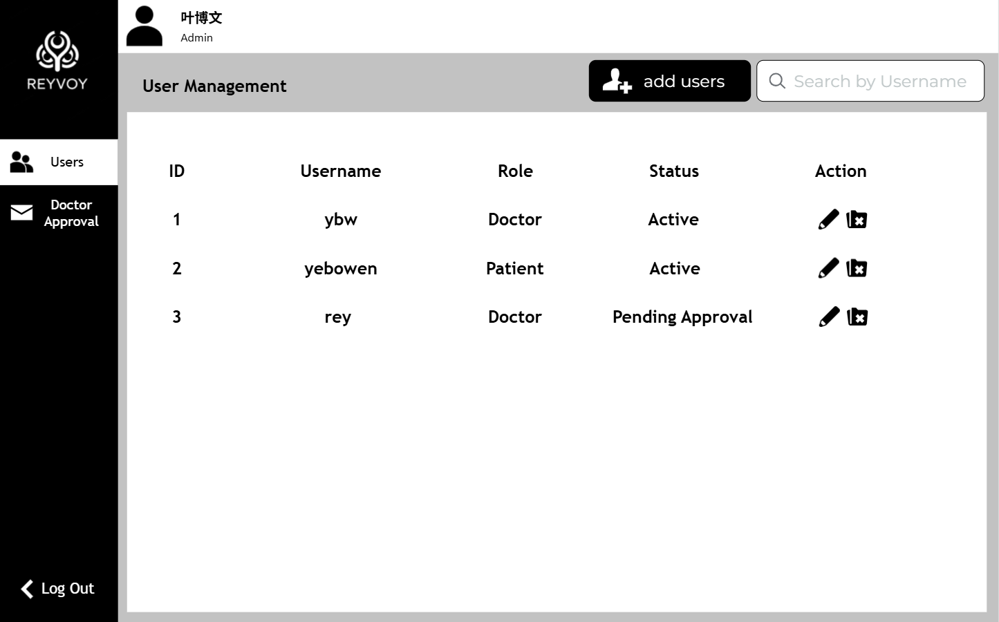 REYVOY
叶博文
Admin
User Management
add users
Search by Username
Users
Doctor
Approval
ID Username Role Status Action
1 ybw Doctor Active
2 yebowen Patient Active
3 rey Doctor Pending Approval
Log Out